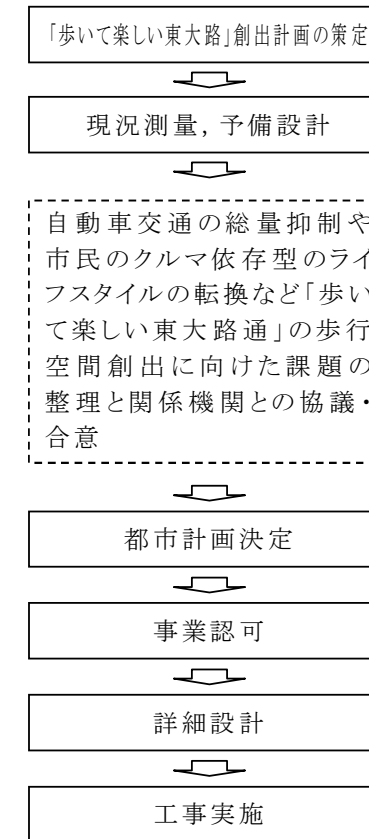 「歩いて楽しい東大路」創出計画の策定
現況測量，予備設計
自動車交通の総量抑制や
市民のクルマ依存型のライ
フスタイルの転換など「歩い
て楽しい東大路通」の歩行
空間創出に向けた課題の
整理と関係機関との協議・
合意
都市計画決定
事業認可
詳細設計
工事実施